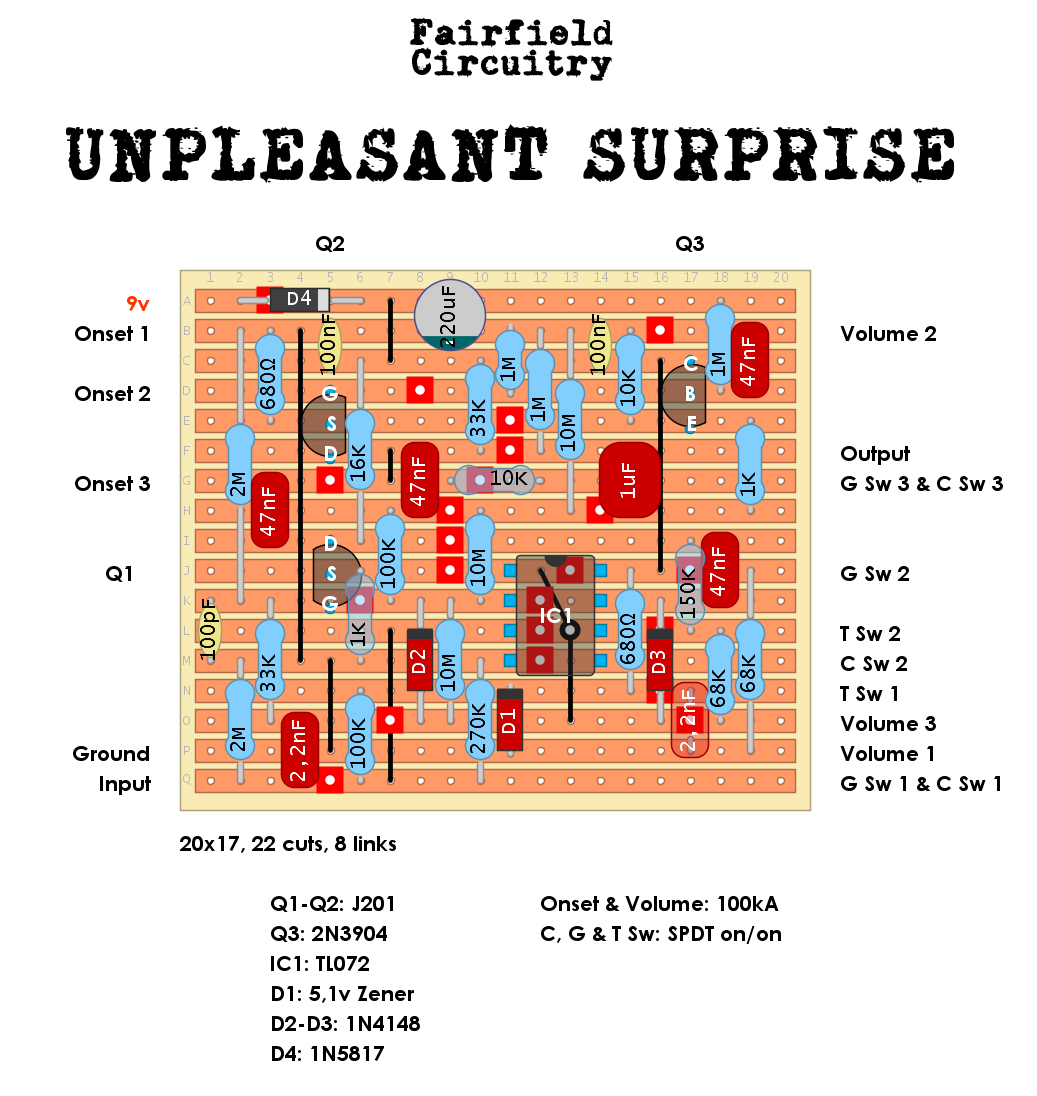 Fairfield
Circuitry
UNPLEASANT SURPRISE
Q2 Q3
1 2 3 4 5 6 7 8 9 10 11 12 13 14 15 16 17 18 19 20
9v A D4 220uF
Onset 1 B 680Ω 100nF 1M 100nF 10K 1M 47nF Volume 2
C C
Onset 2 D G 33K 1M 10M B
E S 16K E
F D 47nF 1uF 1K Output
Onset 3 G 2M 47nF 10K G Sw 3 & C Sw 3
H
I D 100K 10M 150K 47nF
Q1 J S G Sw 2
K G 1K IC1 680Ω
L 100pF 33K D2 10M D3 68K 68K T Sw 2
M C Sw 2
N 2M 2,2nF 100K 270K D1 2,2nF T Sw 1
O Volume 3
Ground P Volume 1
Input Q G Sw 1 & C Sw 1
20x17, 22 cuts, 8 links
Q1-Q2: J201 Onset & Volume: 100kA
Q3: 2N3904 C, G & T Sw: SPDT on/on
IC1: TL072
D1: 5,1v Zener
D2-D3: 1N4148
D4: 1N5817